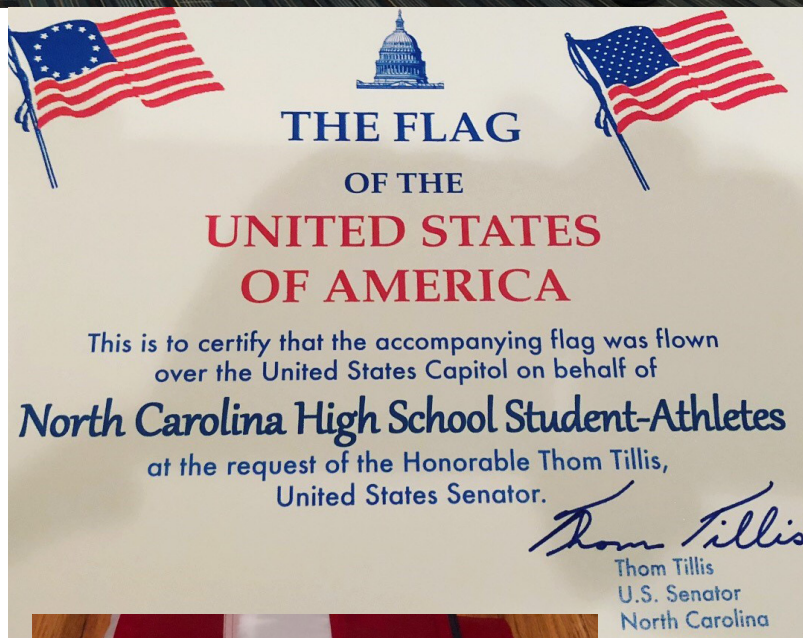 THE FLAG
OF THE
UNITED STATES
OF AMERICA
This is to certify that the accompanying flag was flown
over the United States Capitol on behalf of
North Carolina High School Student-Athletes
at the request of the Honorable Thom Tillis,
United States Senator.
Thom Tillis
Thom Tillis
U.S. Senator
North Carolina